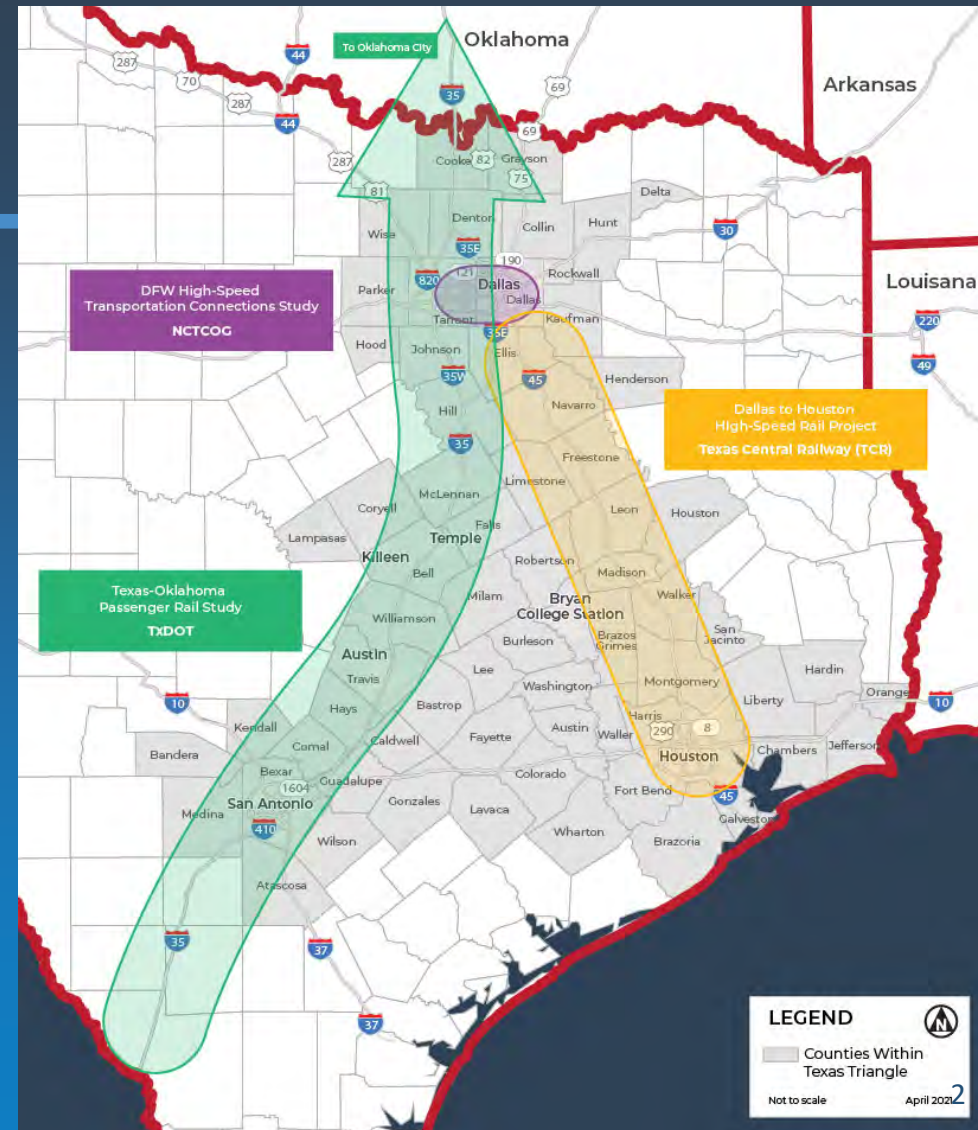 To Oklahoma City
Oklahoma
Arkansas
Louisiana
44
287
70
287
44
35
69
69
287
81
Cooke
82
Grayson
75
Delta
Wise
Denton
Collin
Hunt
30
35E
190
820
121
Dallas
Rockwall
Parker
Tarrant
Dallas
Kaufman
35E
220
49
DFW High-Speed
Transportation Connections Study
NCTCOG
Hood
Johnson
Ellis
35W
45
Henderson
Hill
Navarro
35
Dallas to Houston
High-Speed Rail Project
Texas Central Railway (TCR)
Freestone
Limestone
McLennan
Coryell
Leon
Houston
Lampasas
Falls
Temple
Killeen
Bell
Robertson
Madison
Texas-Oklahoma
Passenger Rail Study
TxDOT
Milam
Bryan
College Station
Walker
Williamson
Burleson
Brazos
Grimes
San
Jacinto
Austin
Travis
Lee
Washington
Montgomery
Hardin
Liberty
Orange
10
10
Hays
Bastrop
Kendall
Comal
Caldwell
Fayette
Austin
Waller
Harris
290
8
Houston
Chambers
Jefferson
Bandera
Bexar
1604
Guadalupe
Colorado
Fort Bend
45
Galveston
Medina
San Antonio
410
Gonzales
Lavaca
Wharton
Brazoria
Wilson
Atascosa
35
37
37
LEGEND
N
Counties Within
Texas Triangle
Not to scale
April 2021
2